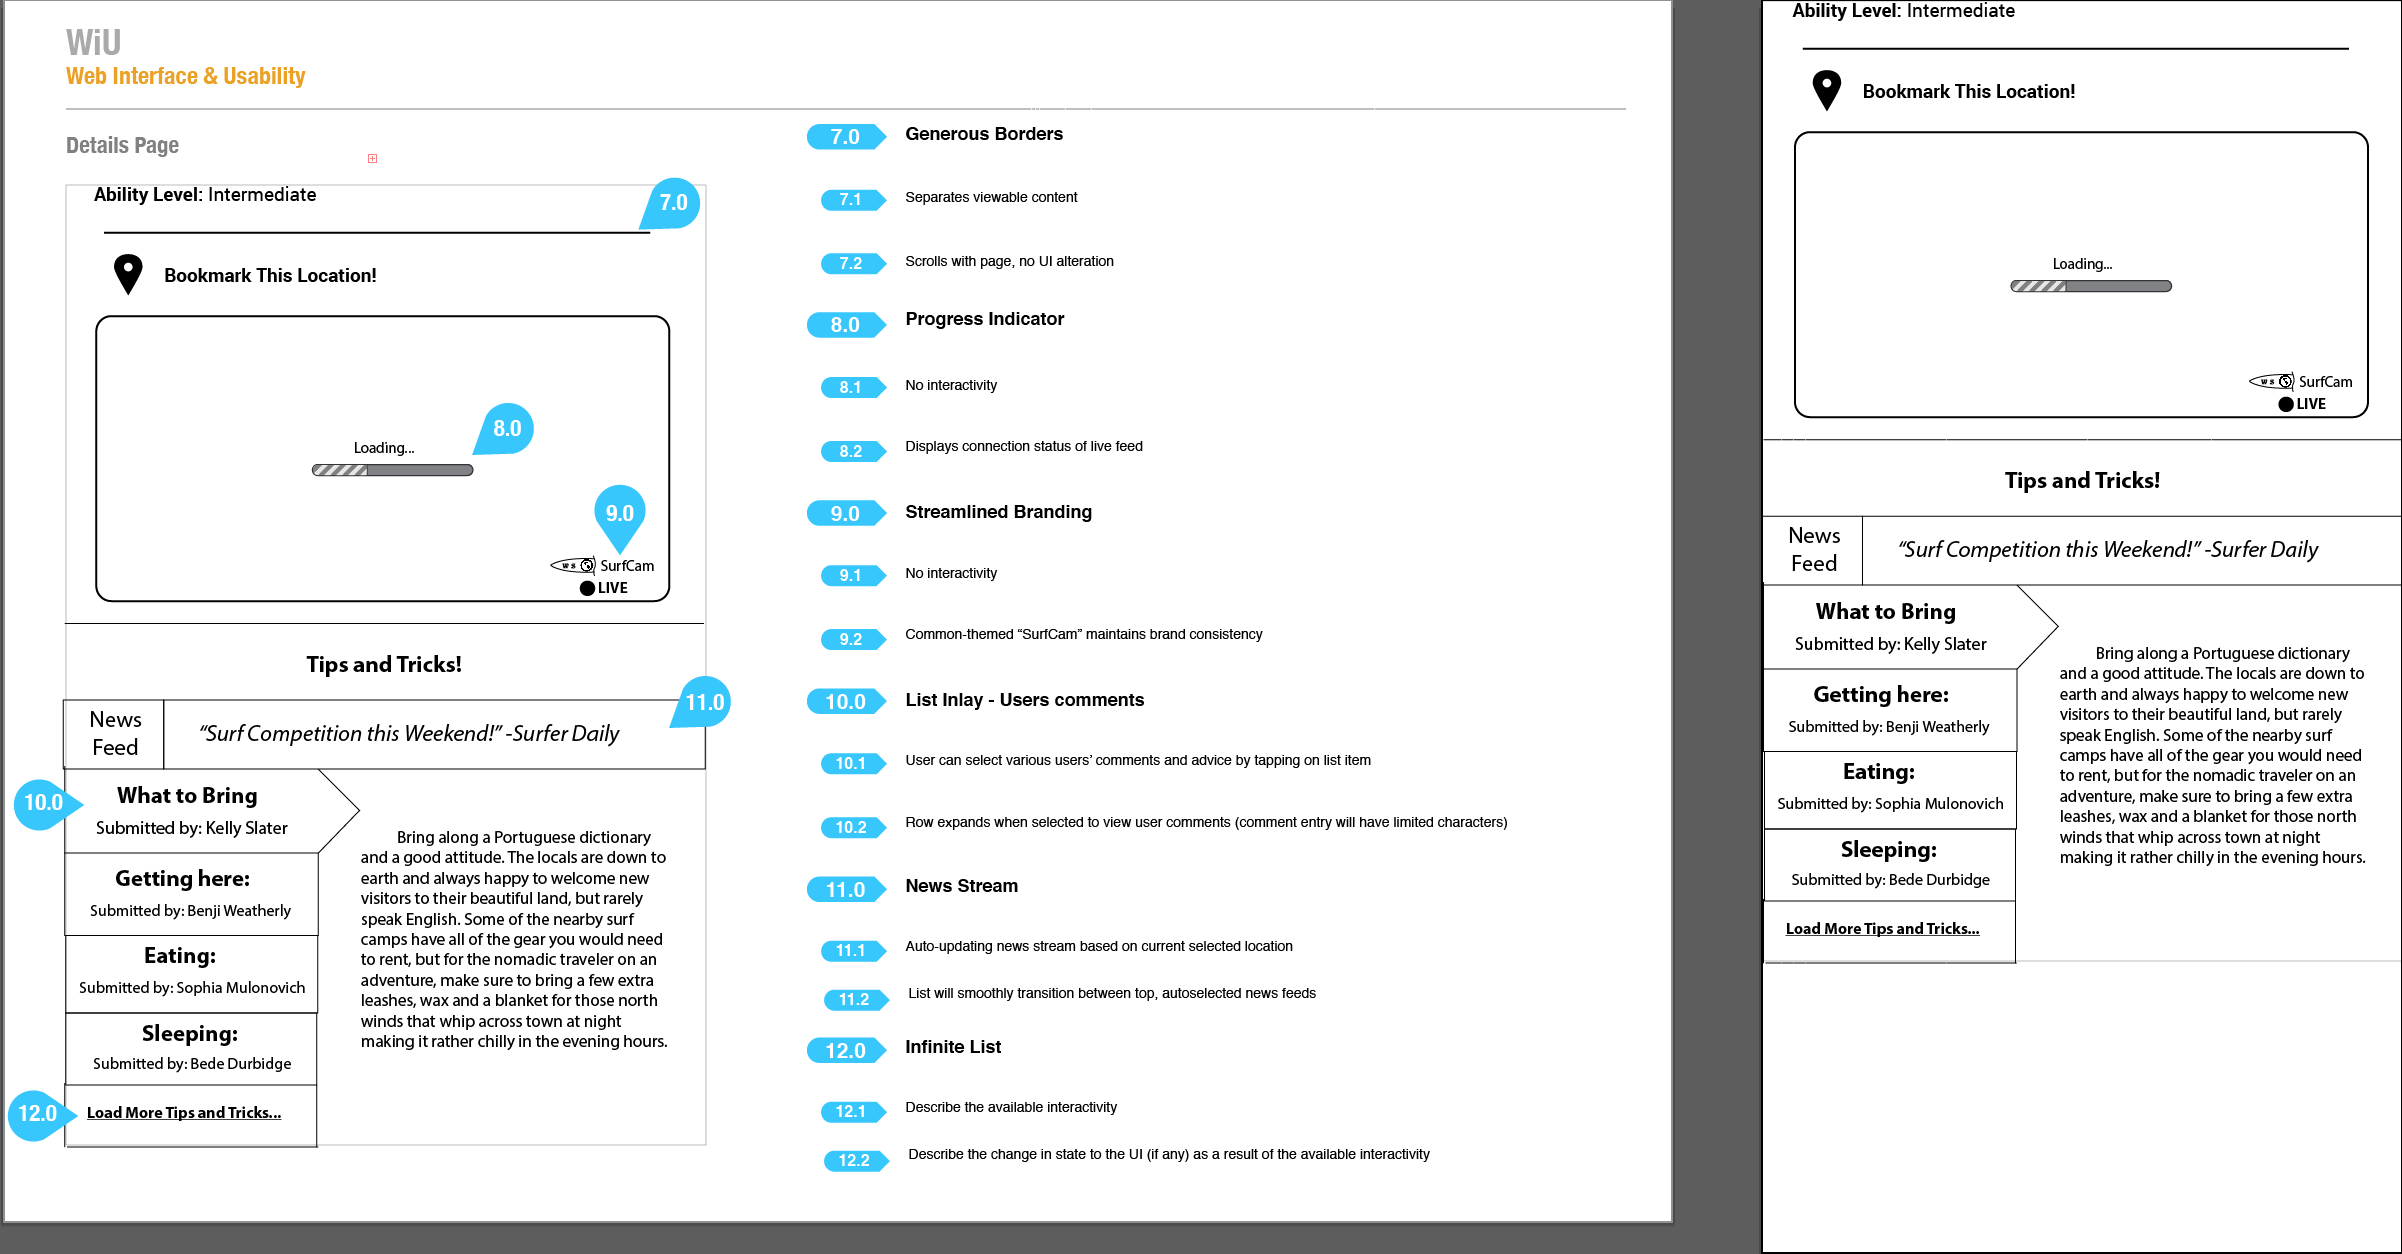 WiU
Web Interface & Usability
Details Page
Ability Level: Intermediate
7.0
Bookmark This Location!
Loading...
8.0
9.0
W S SurfCam
LIVE
Tips and Tricks!
11.0
News
Feed
“Surf Competition this Weekend!” -Surfer Daily
10.0
What to Bring
Submitted by: Kelly Slater
Getting here:
Submitted by: Benji Weatherly
Eating:
Submitted by: Sophia Mulonovich
Sleeping:
Submitted by: Bede Durbidge
12.0
Load More Tips and Tricks...
Bring along a Portuguese dictionary
and a good attitude. The locals are down to
earth and always happy to welcome new
visitors to their beautiful land, but rarely
speak English. Some of the nearby surf
camps have all of the gear you would need
to rent, but for the nomadic traveler on an
adventure, make sure to bring a few extra
leashes, wax and a blanket for those north
winds that whip across town at night
making it rather chilly in the evening hours.
7.0 Generous Borders
7.1 Separates viewable content
7.2 Scrolls with page, no UI alteration
8.0 Progress Indicator
8.1 No interactivity
8.2 Displays connection status of live feed
9.0 Streamlined Branding
9.1 No interactivity
9.2 Common-themed “SurfCam” maintains brand consistency
10.0 List Inlay - Users comments
10.1 User can select various users’ comments and advice by tapping on list item
10.2 Row expands when selected to view user comments (comment entry will have limited characters)
11.0 News Stream
11.1 Auto-updating news stream based on current selected location
11.2 List will smoothly transition between top, autoselected news feeds
12.0 Infinite List
12.1 Describe the available interactivity
12.2 Describe the change in state to the UI (if any) as a result of the available interactivity
Ability Level: Intermediate
Bookmark This Location!
Loading...
W S SurfCam
LIVE
Tips and Tricks!
News
Feed
“Surf Competition this Weekend!” -Surfer Daily
What to Bring
Submitted by: Kelly Slater
Getting here:
Submitted by: Benji Weatherly
Eating:
Submitted by: Sophia Mulonovich
Sleeping:
Submitted by: Bede Durbidge
Load More Tips and Tricks...
Bring along a Portuguese dictionary
and a good attitude. The locals are down to
earth and always happy to welcome new
visitors to their beautiful land, but rarely
speak English. Some of the nearby surf
camps have all of the gear you would need
to rent, but for the nomadic traveler on an
adventure, make sure to bring a few extra
leashes, wax and a blanket for those north
winds that whip across town at night
making it rather chilly in the evening hours.